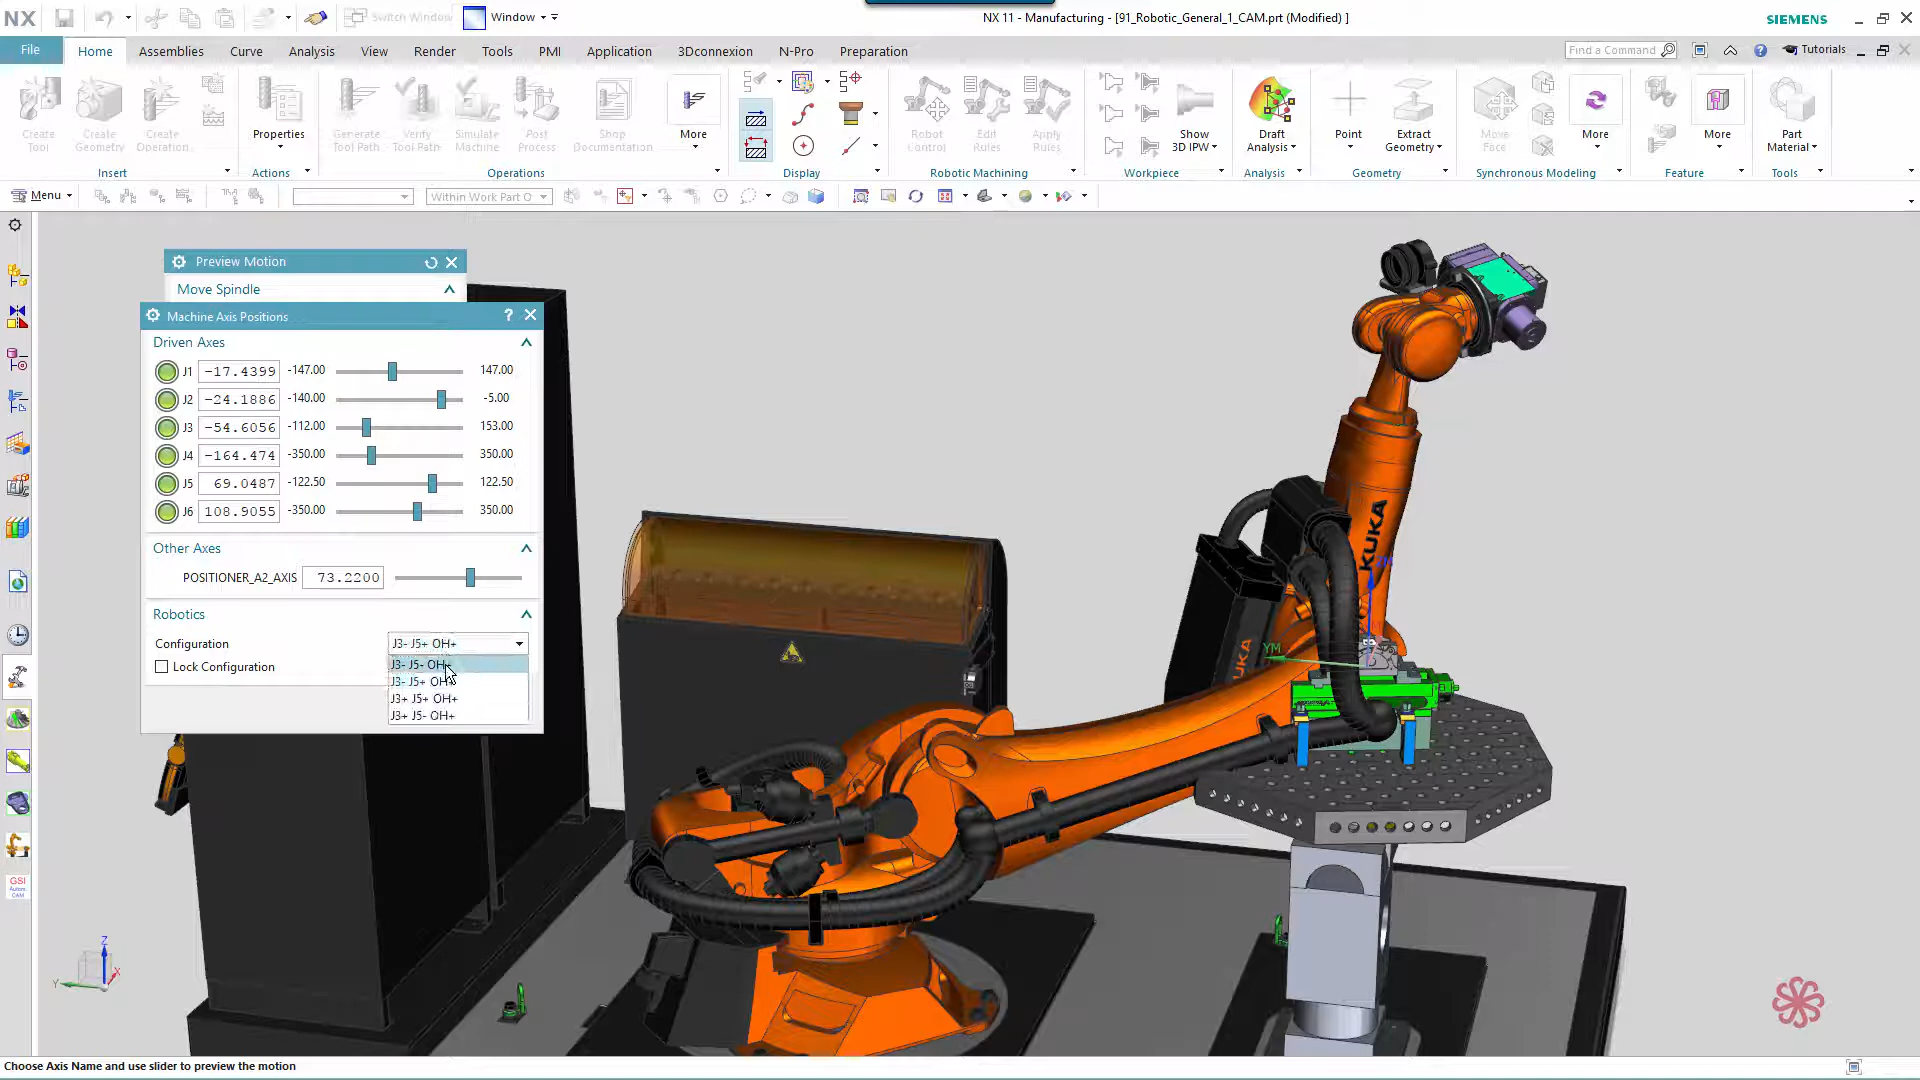 NX
Switch Window
Window
NX 11 - Manufacturing - [91_Robotic_General_1_CAM.prt (Modified) ]
SIEMENS
File
Home
Assemblies
Curve
Analysis
View
Render
Tools
PMI
Application
3Dconnexion
N-Pro
Preparation
Find a Command
Tutorials
Create Tool
Create Geometry
Create Operation
Properties
Generate Tool Path
Verify Tool Path
Simulate Machine
Post Process
Shop Documentation
More
Robot Control
Edit Rules
Apply Rules
Show 3D IPW
Draft Analysis
Point
Extract Geometry
Move Face
More
More
Part Material
Insert
Actions
Operations
Display
Robotic Machining
Workpiece
Analysis
Geometry
Synchronous Modeling
Feature
Tools
Menu
Within Work Part O
Preview Motion
Move Spindle
Machine Axis Positions
?
Driven Axes
J1 -17.4399 -147.00 147.00
J2 -24.1886 -140.00 -5.00
J3 -54.6056 -112.00 153.00
J4 -164.474 -350.00 350.00
J5 69.0487 -122.50 122.50
J6 108.9055 -350.00 350.00
Other Axes
POSITIONER_A2_AXIS 73.2200
Robotics
Configuration J3- J5+ OH+
Lock Configuration
J3- J5- OH+
J3- J5+ OH+
J3+ J5+ OH+
J3+ J5- OH+
KUKA
KUKA
YM
GSI
Z
Y
X
Choose Axis Name and use slider to preview the motion